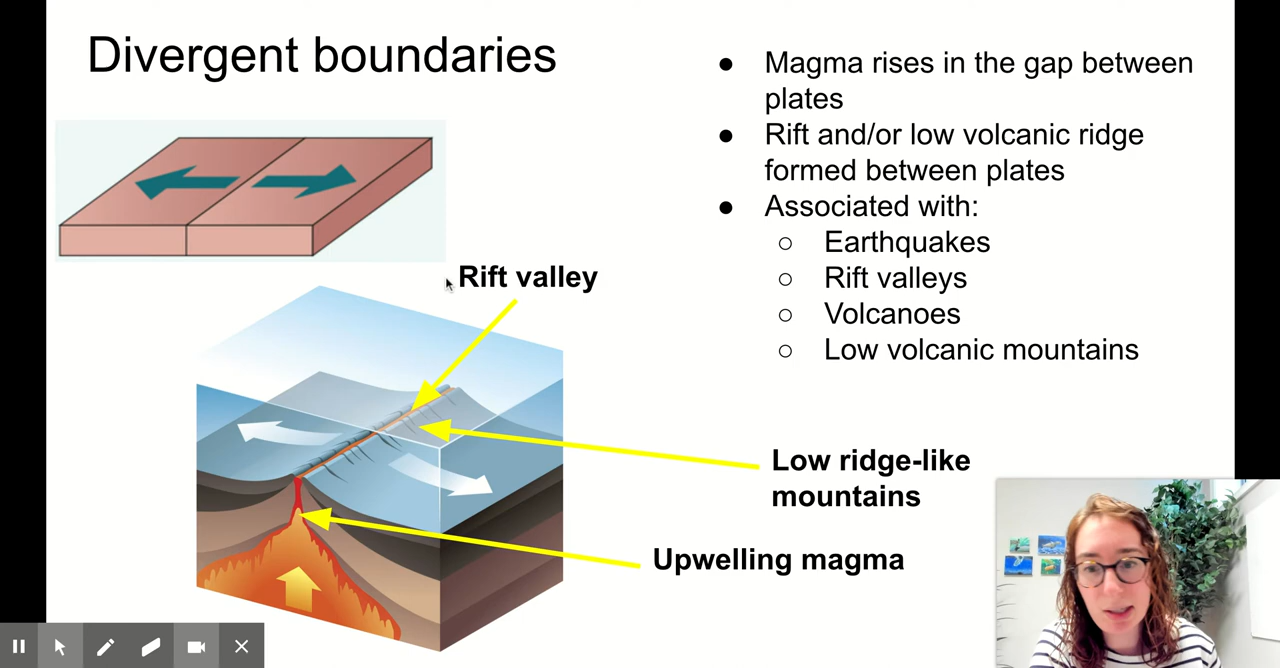 Divergent boundaries
● Magma rises in the gap between
plates
● Rift and/or low volcanic ridge
formed between plates
● Associated with:
○ Earthquakes
○ Rift valleys
○ Volcanoes
○ Low volcanic mountains
Rift valley
Low ridge-like
mountains
Upwelling magma